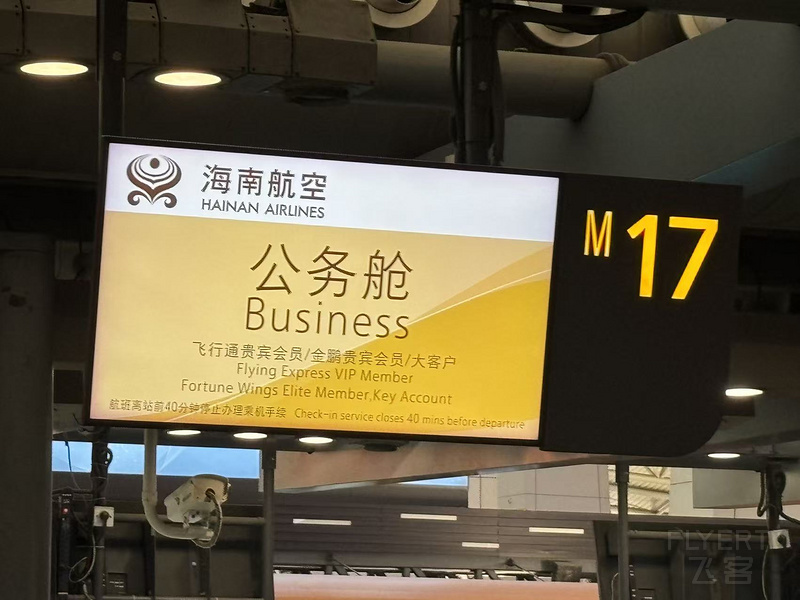 海南航空
HAINAN AIRLINES
M 17
公务舱
Business
飞行通贵宾会员/金鹏贵宾会员/大客户
Flying Express VIP Member
Fortune Wings Elite Member,Key Account
航班离站前40分钟停止办理乘机手续 Check-in service closes 40 mins before departure
FLYERT
飞客